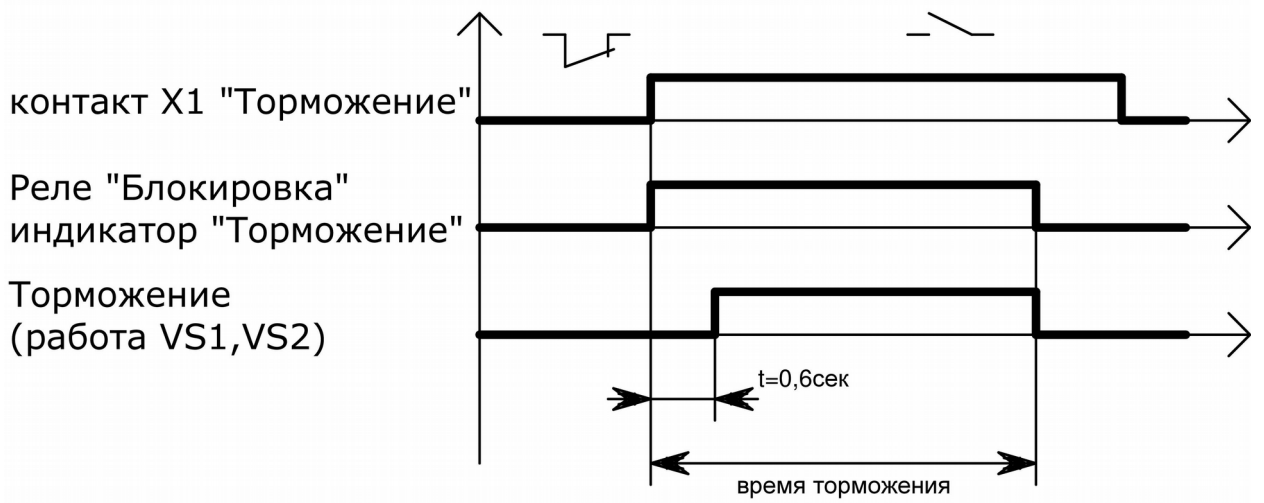 контакт X1 "Торможение"
Реле "Блокировка"
индикатор "Торможение"
Торможение
(работа VS1,VS2)
t=0,6сек
время торможения